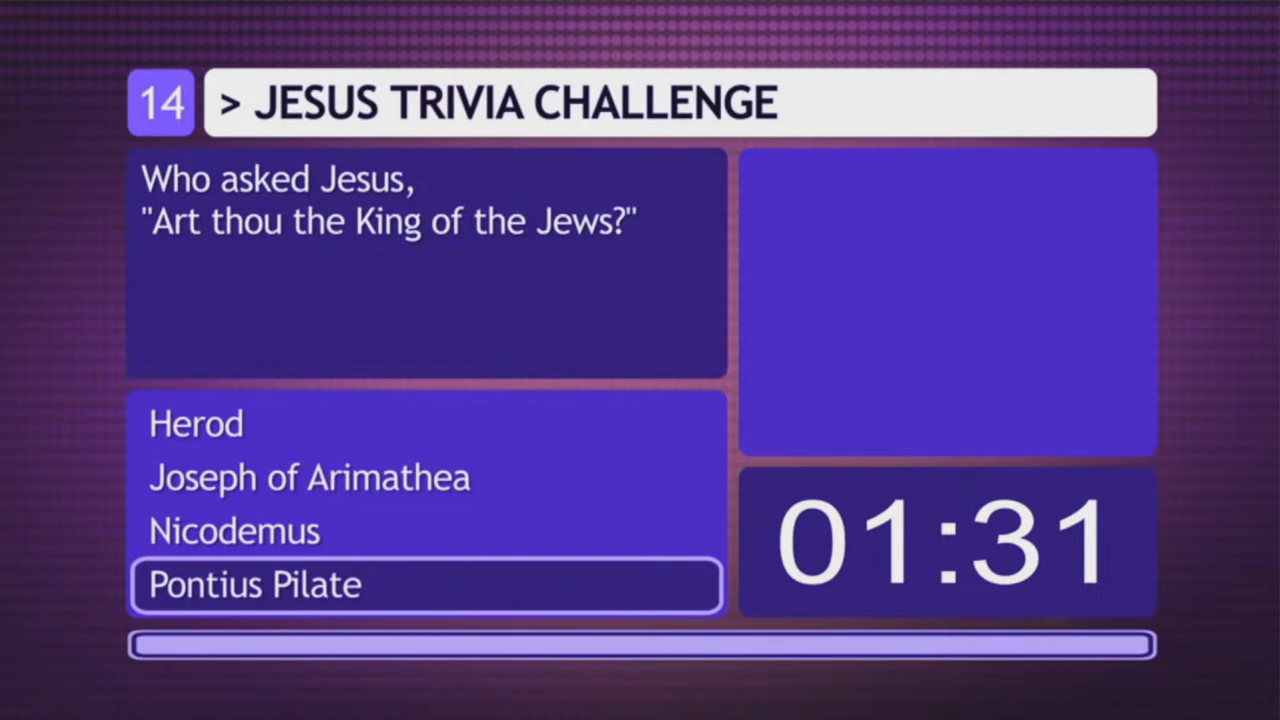 14
> JESUS TRIVIA CHALLENGE
Who asked Jesus,
"Art thou the King of the Jews?"
Herod
Joseph of Arimathea
Nicodemus
Pontius Pilate
01:31